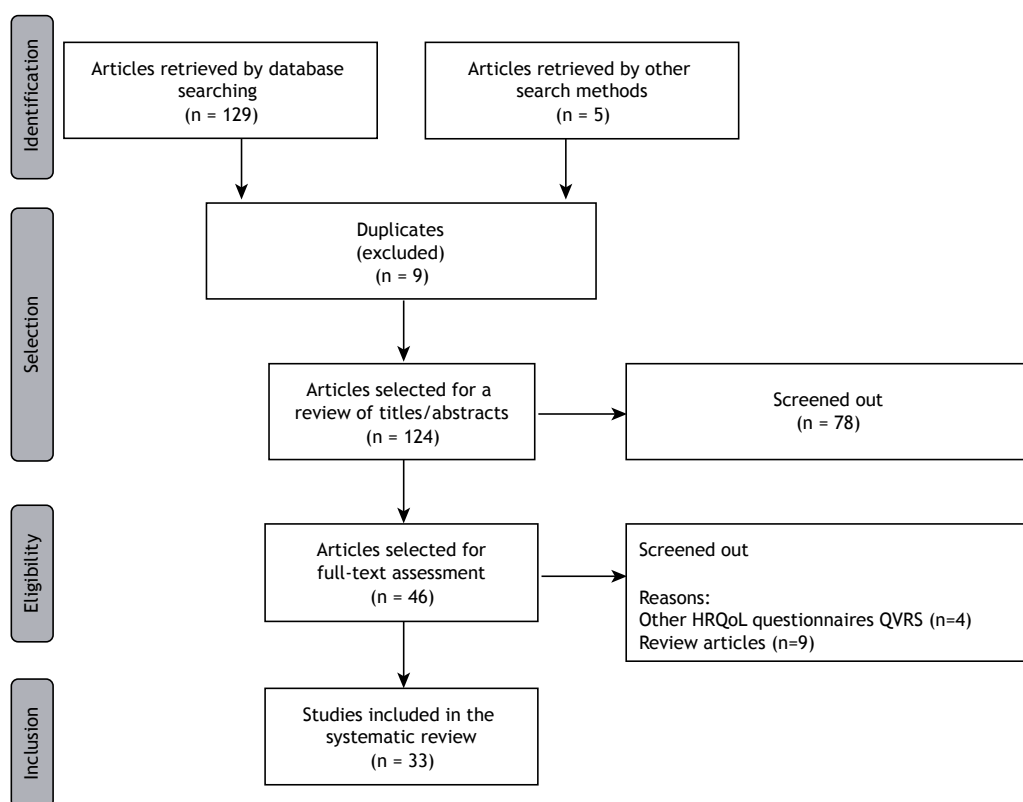 Identification
Articles retrieved by database
searching
(n = 129)
Articles retrieved by other
search methods
(n = 5)
Selection
Duplicates
(excluded)
(n = 9)
Articles selected for a
review of titles/abstracts
(n = 124)
Screened out
(n = 78)
Eligibility
Articles selected for
full-text assessment
(n = 46)
Screened out
Reasons:
Other HRQoL questionnaires QVRS (n=4)
Review articles (n=9)
Inclusion
Studies included in the
systematic review
(n = 33)